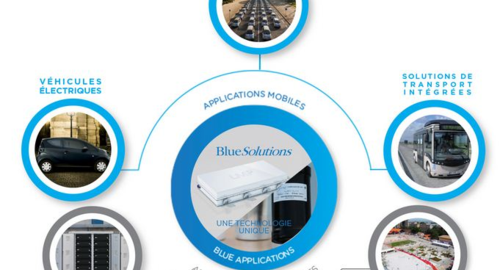 VÉHICULES
ÉLECTRIQUES
SOLUTIONS DE
TRANSPORT
INTÉGRÉES
APPLICATIONS MOBILES
BlueSolutions
UNE TECHNOLOGIE
UNIQUE
BLUE APPLICATIONS